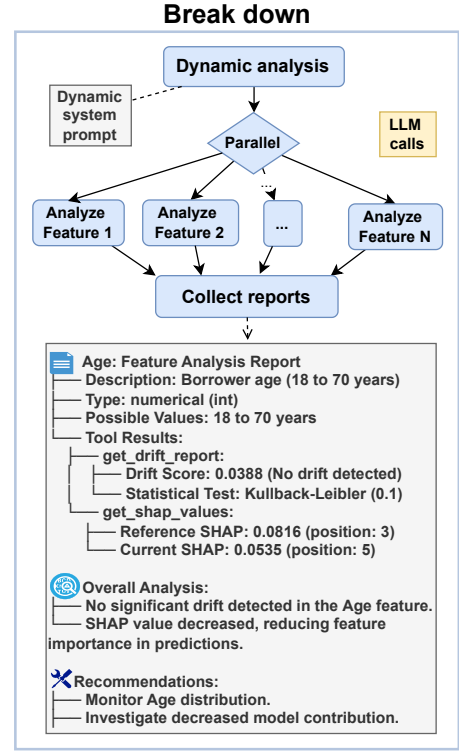 Break down
Dynamic analysis
Dynamic
system
prompt
Parallel
LLM
calls
...
Analyze
Feature 1
Analyze
Feature 2
...
Analyze
Feature N
Collect reports
Age: Feature Analysis Report
Description: Borrower age (18 to 70 years)
Type: numerical (int)
Possible Values: 18 to 70 years
Tool Results:
get_drift_report:
Drift Score: 0.0388 (No drift detected)
Statistical Test: Kullback-Leibler (0.1)
get_shap_values:
Reference SHAP: 0.0816 (position: 3)
Current SHAP: 0.0535 (position: 5)
Overall Analysis:
No significant drift detected in the Age feature.
SHAP value decreased, reducing feature
importance in predictions.
Recommendations:
Monitor Age distribution.
Investigate decreased model contribution.